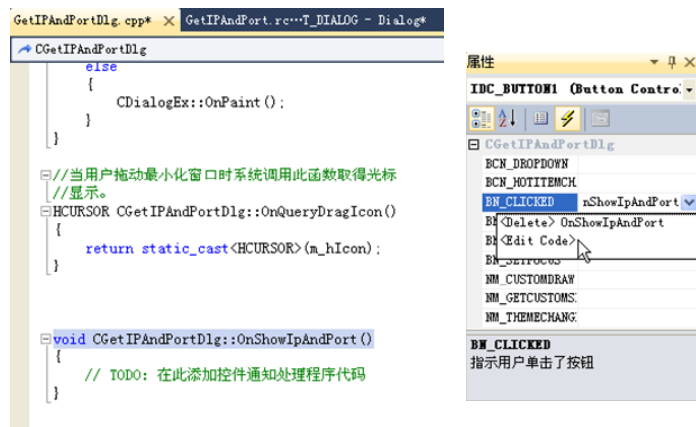 GetIPAndPortDlg.cpp* × GetIPAndPort.rc…T_DIALOG - Dialog*
CGetIPAndPortDlg
else
{
CDialogEx::OnPaint();
}
}
//当用户拖动最小化窗口时系统调用此函数取得光标
//显示。
HCURSOR CGetIPAndPortDlg::OnQueryDragIcon()
{
return static_cast<HCURSOR>(m_hIcon);
}
void CGetIPAndPortDlg::OnShowIpAndPort()
{
// TODO: 在此添加控件通知处理程序代码
}
属性
IDC_BUTTON1 (Button Contro
CGetIPAndPortDlg
BCN_DROPDOWN
BCN_HOTITEMCH
BN_CLICKED nShowIpAndPort
<Delete> OnShowIpAndPort
<Edit Code>
BN_SETFOCUS
NM_CUSTOMDRAW
NM_GETCUSTOMS
NM_THEMECHANG
BN_CLICKED
指示用户单击了按钮